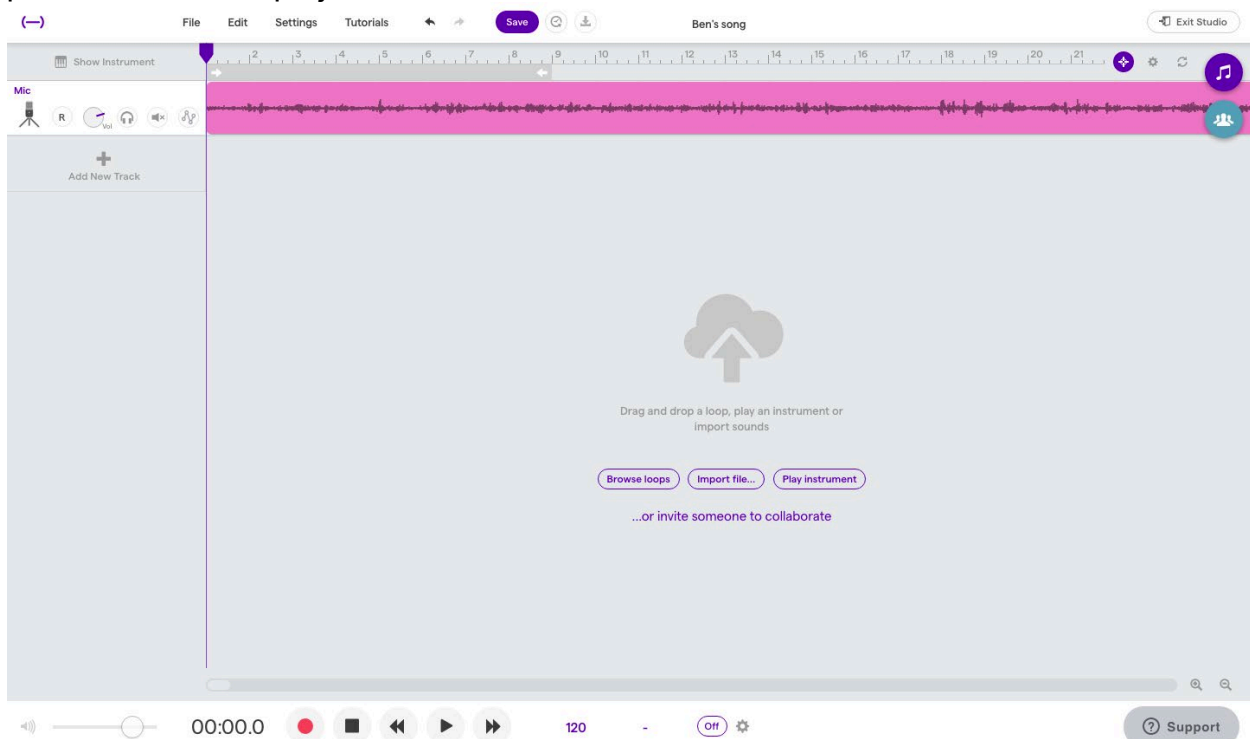 (—) File Edit Settings Tutorials Save Ben's song Exit Studio
Show Instrument 2 3 4 5 6 7 8 9 10 11 12 13 14 15 16 17 18 19 20 21
Mic
R Vol
Add New Track
Drag and drop a loop, play an instrument or
import sounds
Browse loops Import file... Play instrument
...or invite someone to collaborate
00:00.0 120 - Off Support